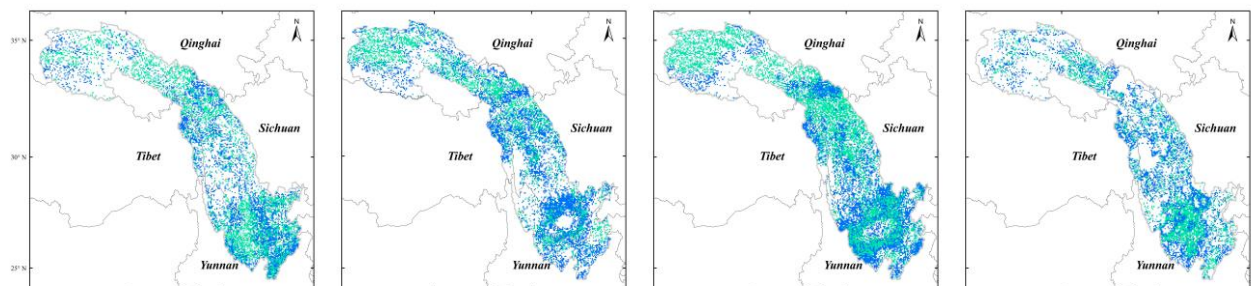 N N N N
35° N Qinghai Qinghai Qinghai Qinghai
Sichuan Sichuan Sichuan Sichuan
30° N Tibet Tibet Tibet Tibet
25° N Yunnan Yunnan Yunnan Yunnan